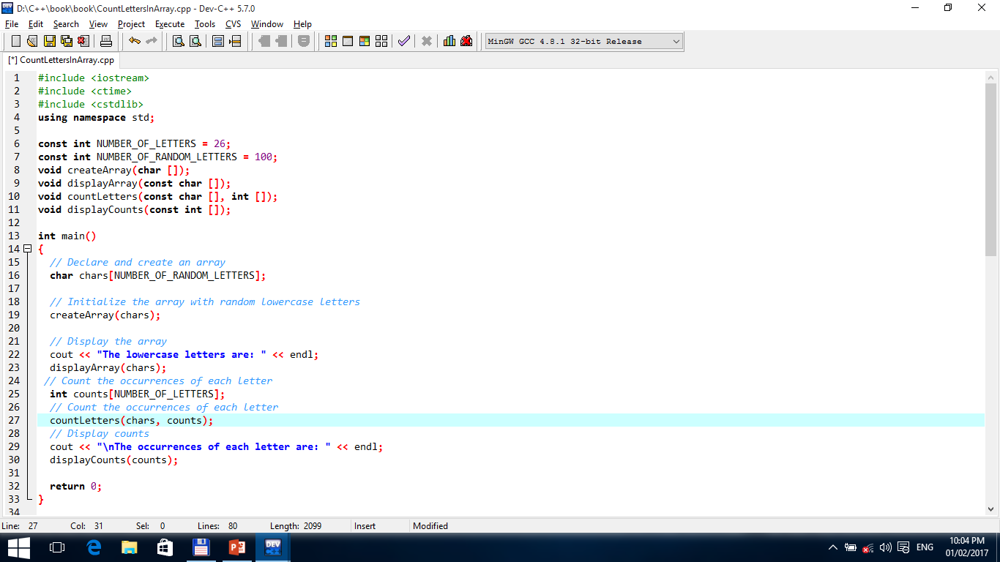 D:\C++\book\book\CountLettersInArray.cpp - Dev-C++ 5.7.0
File Edit Search View Project Execute Tools CVS Window Help
MinGW GCC 4.8.1 32-bit Release
[*] CountLettersInArray.cpp
1 #include <iostream>
2 #include <ctime>
3 #include <cstdlib>
4 using namespace std;
5
6 const int NUMBER_OF_LETTERS = 26;
7 const int NUMBER_OF_RANDOM_LETTERS = 100;
8 void createArray(char []);
9 void displayArray(const char []);
10 void countLetters(const char [], int []);
11 void displayCounts(const int []);
12
13 int main()
14 {
15 // Declare and create an array
16 char chars[NUMBER_OF_RANDOM_LETTERS];
17
18 // Initialize the array with random lowercase letters
19 createArray(chars);
20
21 // Display the array
22 cout << "The lowercase letters are: " << endl;
23 displayArray(chars);
24 // Count the occurrences of each letter
25 int counts[NUMBER_OF_LETTERS];
26 // Count the occurrences of each letter
27 countLetters(chars, counts);
28 // Display counts
29 cout << "\nThe occurrences of each letter are: " << endl;
30 displayCounts(counts);
31
32 return 0;
33 }
34
Line: 27 Col: 31 Sel: 0 Lines: 80 Length: 2099 Insert Modified
DEV
ENG
10:04 PM
01/02/2017